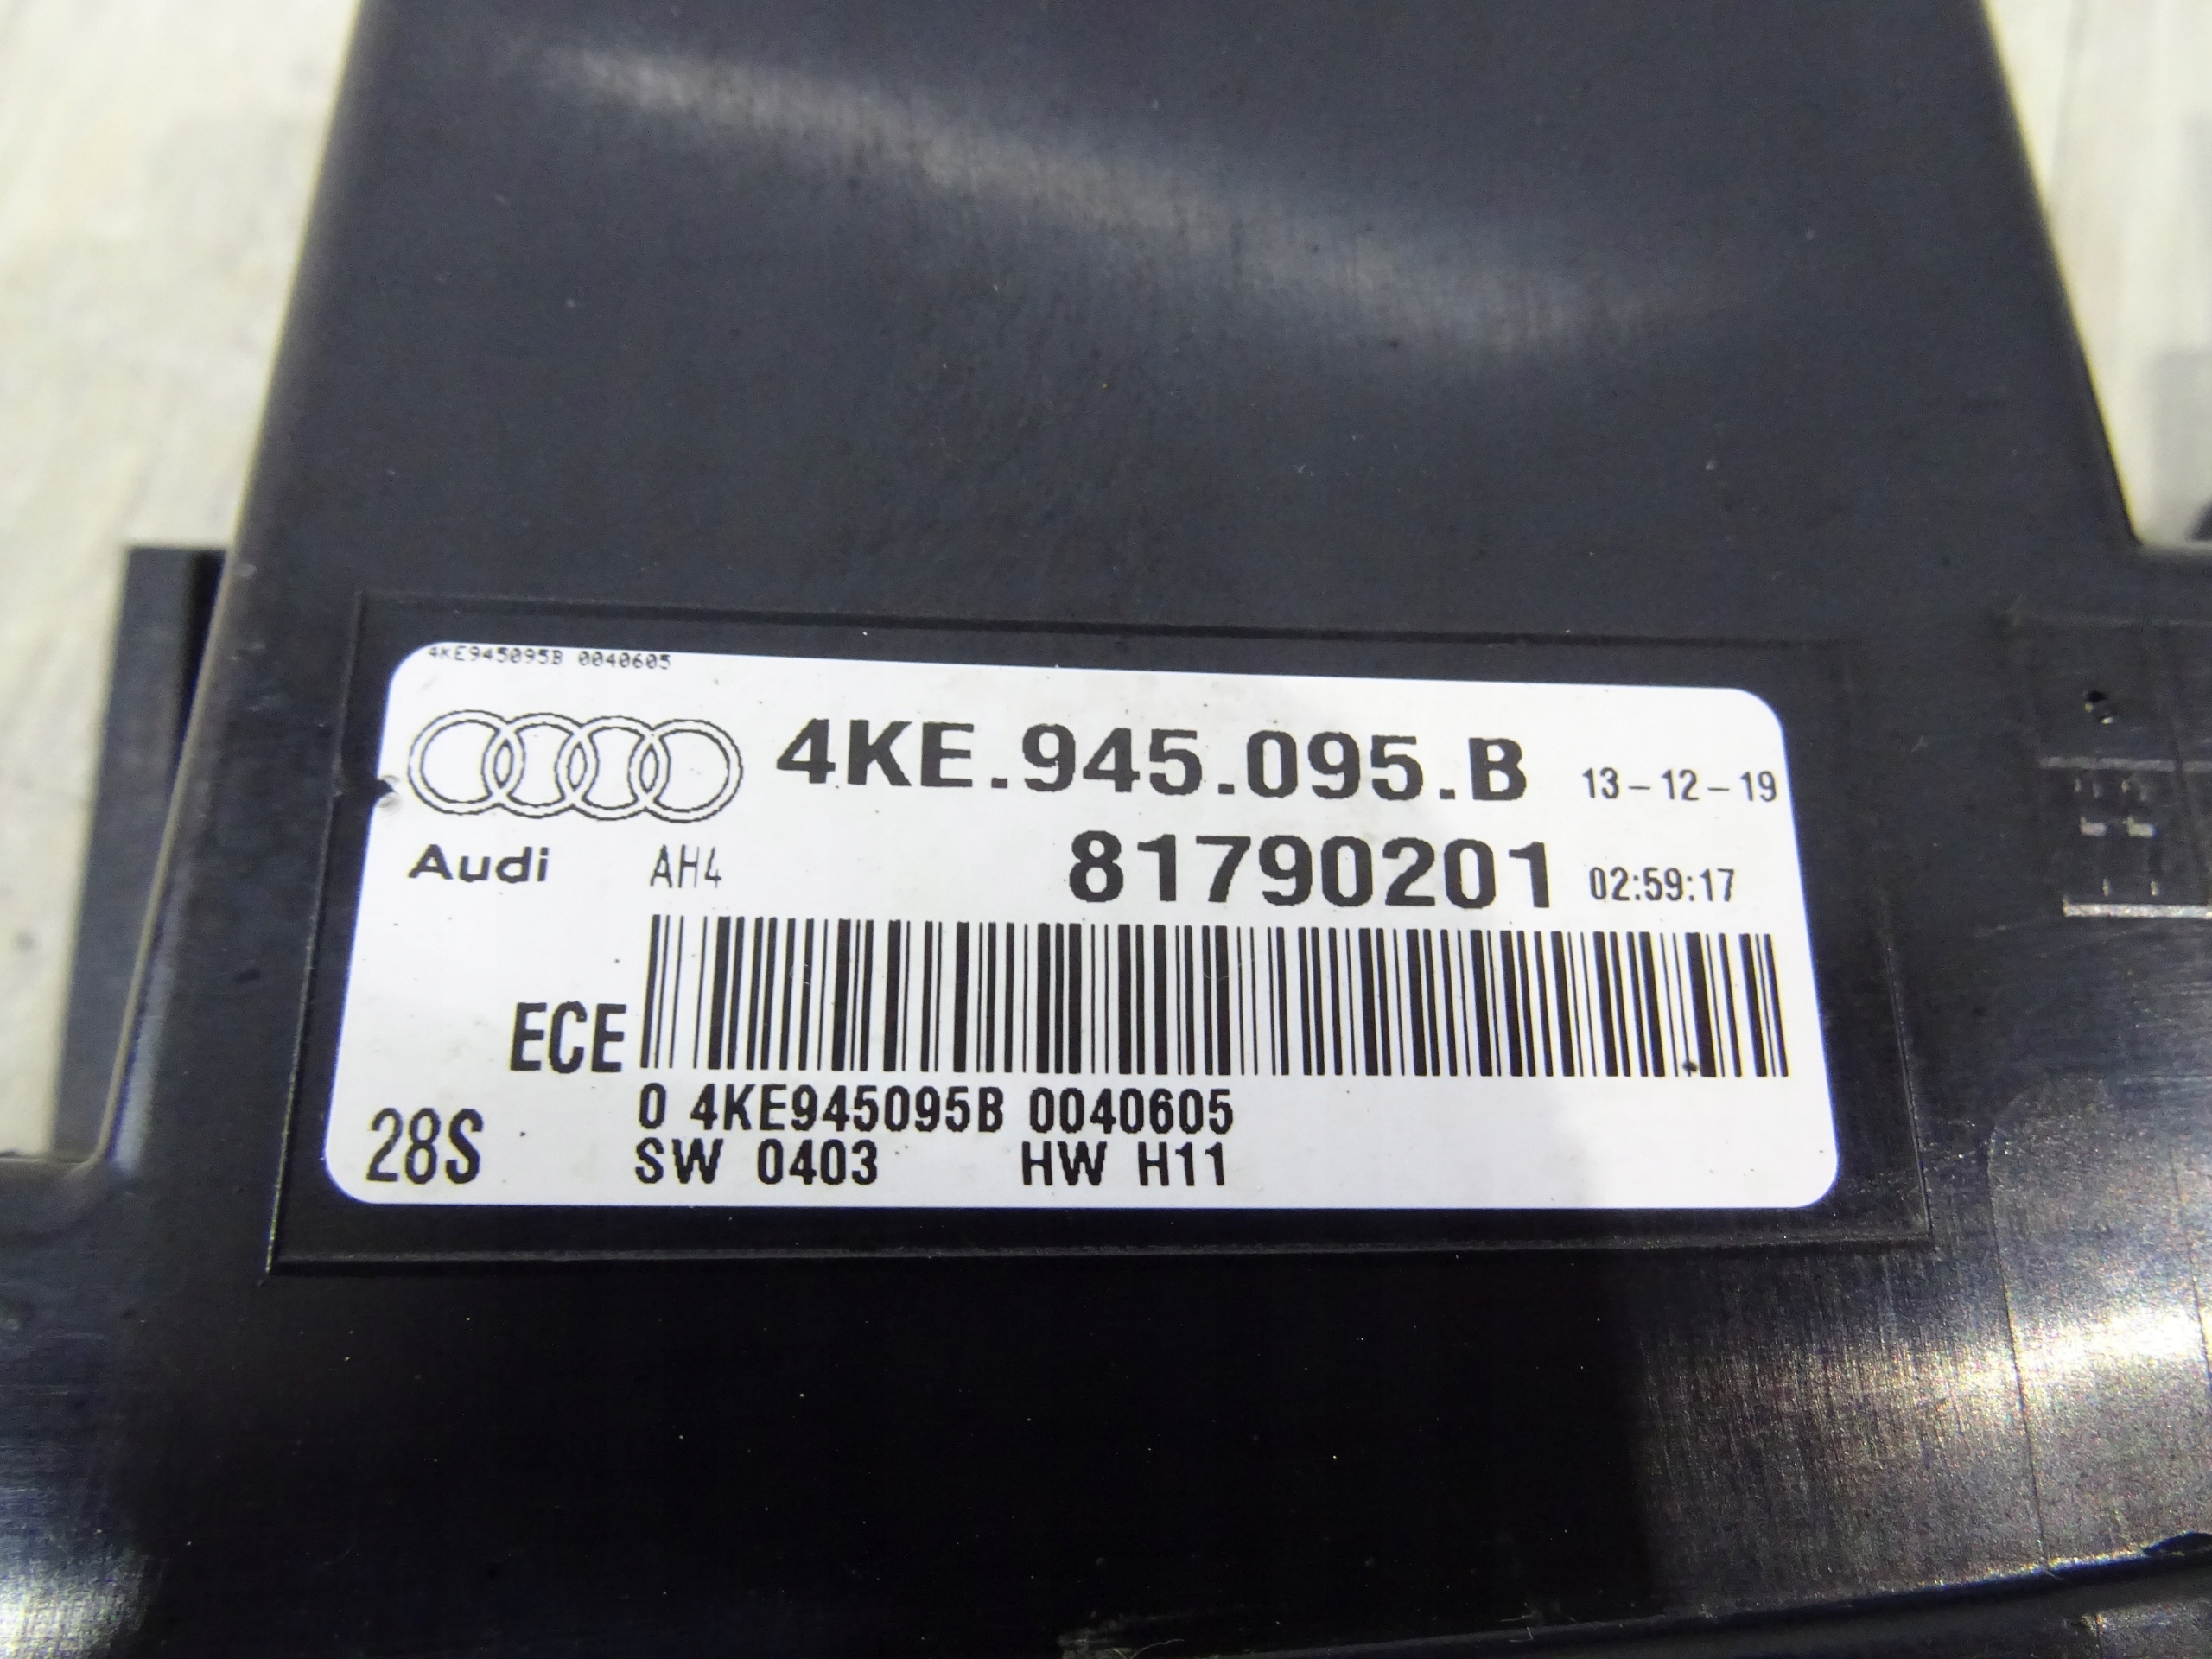 4KE945095B 0040605
4KE.945.095.B 13-12-19
Audi AH4 81790201 02:59:17
ECE
0 4KE945095B 0040605
28S SW 0403 HW H11